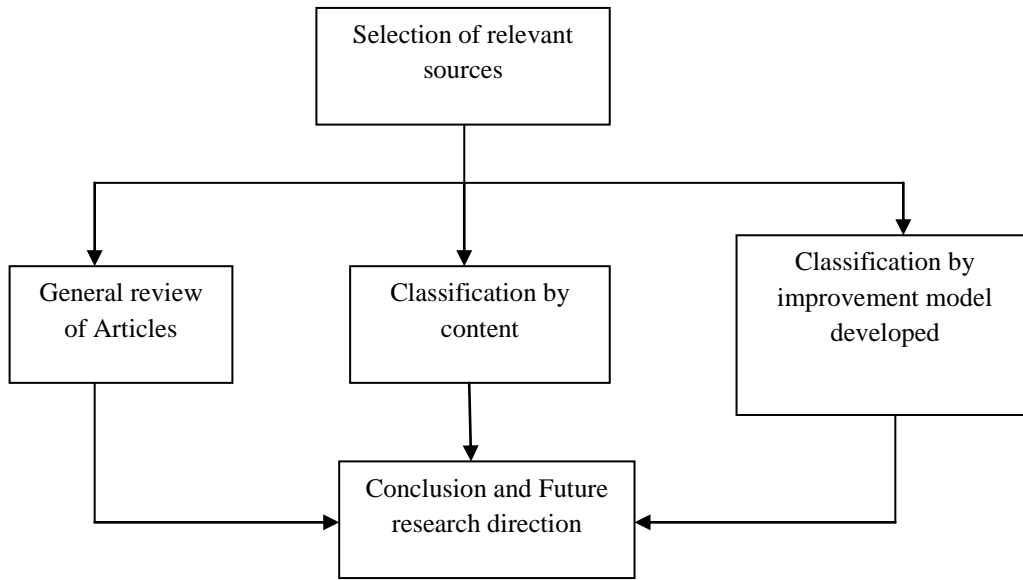 Selection of relevant
sources
General review
of Articles
Classification by
content
Classification by
improvement model
developed
Conclusion and Future
research direction